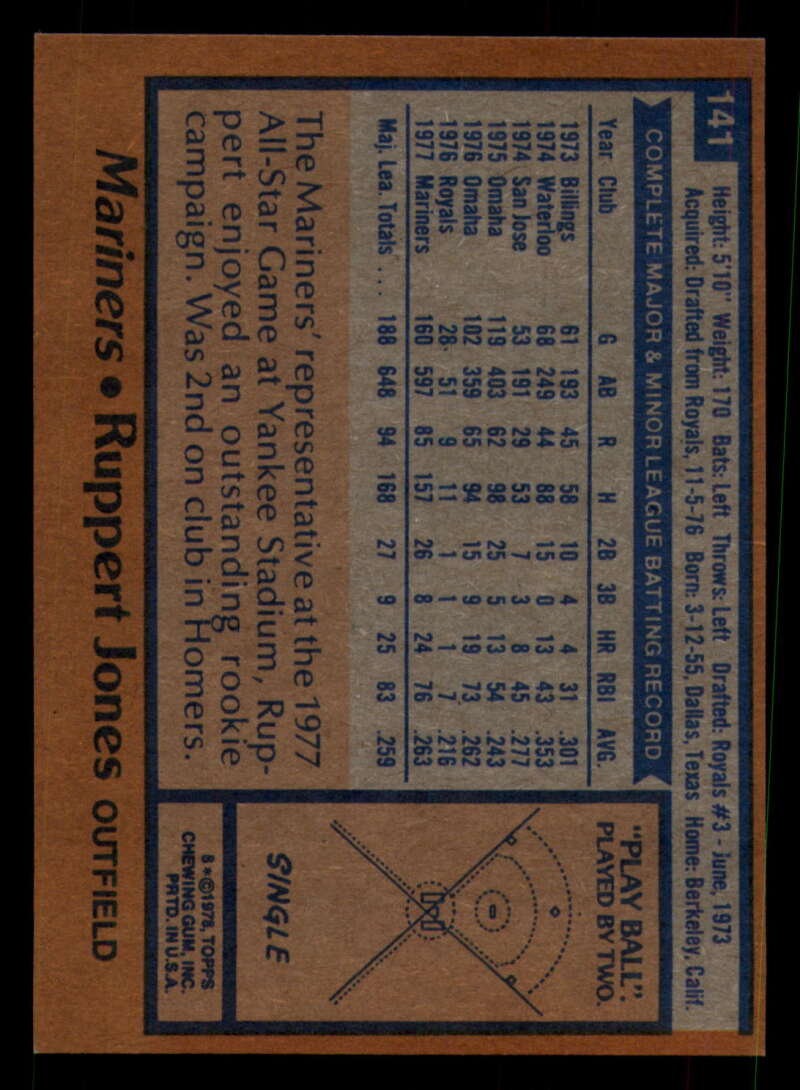 141
Height: 5'10" Weight: 170 Bats: Left Throws: Left Drafted: Royals #3 - June, 1973
Acquired: Drafted from Royals, 11-5-76 Born: 3-12-55, Dallas, Texas Home: Berkeley, Calif.
COMPLETE MAJOR & MINOR LEAGUE BATTING RECORD
Year Club G AB R H 2B 3B HR RBI AVG.
1973 Billings 61 193 45 58 10 4 4 31 .301
1974 Waterloo 68 249 44 88 15 0 13 43 .353
1974 San Jose 53 191 29 53 7 3 8 45 .277
1975 Omaha 119 403 62 98 25 5 13 54 .243
1976 Omaha 102 359 65 94 15 9 19 73 .262
1976 Royals 28 51 9 11 1 1 1 7 .216
1977 Mariners 160 597 85 157 26 8 24 76 .263
Maj. Lea. Totals .... 188 648 94 168 27 9 25 83 .259
The Mariners' representative at the 1977
All-Star Game at Yankee Stadium, Rup-
pert enjoyed an outstanding rookie
campaign. Was 2nd on club in Homers.
"PLAY BALL":
PLAYED BY TWO.
SINGLE
8*©1978, TOPPS
CHEWING GUM, INC.
PRTD. IN U.S.A.
Mariners • Ruppert Jones OUTFIELD